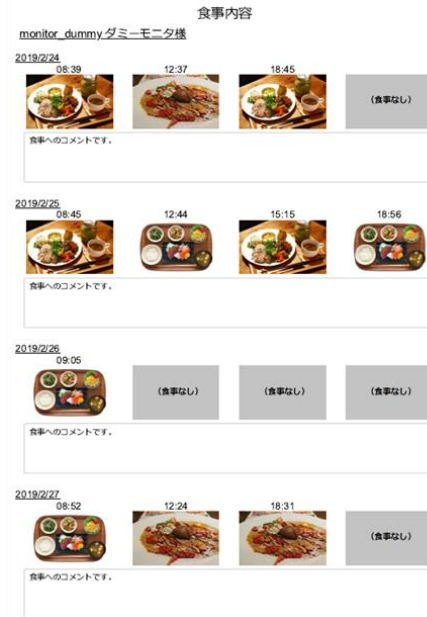 食事内容
monitor_dummy ダミーモニタ様
2019/2/24
08:39 12:37 18:45
(食事なし)
食事へのコメントです。
2019/2/25
08:45 12:44 15:15 18:56
食事へのコメントです。
2019/2/26
09:05
(食事なし) (食事なし) (食事なし)
食事へのコメントです。
2019/2/27
08:52 12:24 18:31
(食事なし)
食事へのコメントです。